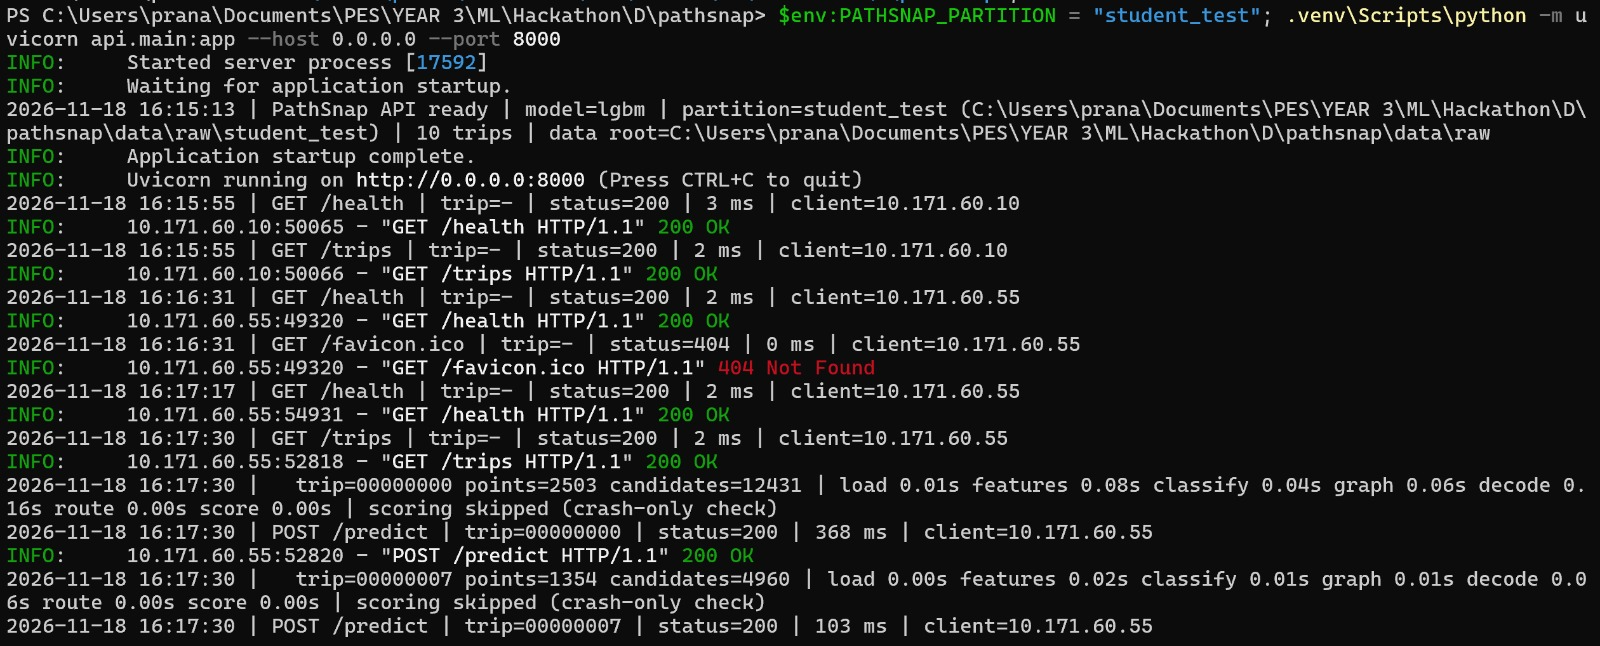 PS C:\Users\prana\Documents\PES\YEAR 3\ML\Hackathon\D\pathsnap> $env:PATHSNAP_PARTITION = "student_test"; .venv\Scripts\python -m u
vicorn api.main:app --host 0.0.0.0 --port 8000
INFO:     Started server process [17592]
INFO:     Waiting for application startup.
2026-11-18 16:15:13 | PathSnap API ready | model=lgbm | partition=student_test (C:\Users\prana\Documents\PES\YEAR 3\ML\Hackathon\D\
pathsnap\data\raw\student_test) | 10 trips | data root=C:\Users\prana\Documents\PES\YEAR 3\ML\Hackathon\D\pathsnap\data\raw
INFO:     Application startup complete.
INFO:     Uvicorn running on http://0.0.0.0:8000 (Press CTRL+C to quit)
2026-11-18 16:15:55 | GET /health | trip=- | status=200 | 3 ms | client=10.171.60.10
INFO:     10.171.60.10:50065 - "GET /health HTTP/1.1" 200 OK
2026-11-18 16:15:55 | GET /trips | trip=- | status=200 | 2 ms | client=10.171.60.10
INFO:     10.171.60.10:50066 - "GET /trips HTTP/1.1" 200 OK
2026-11-18 16:16:31 | GET /health | trip=- | status=200 | 2 ms | client=10.171.60.55
INFO:     10.171.60.55:49320 - "GET /health HTTP/1.1" 200 OK
2026-11-18 16:16:31 | GET /favicon.ico | trip=- | status=404 | 0 ms | client=10.171.60.55
INFO:     10.171.60.55:49320 - "GET /favicon.ico HTTP/1.1" 404 Not Found
2026-11-18 16:17:17 | GET /health | trip=- | status=200 | 2 ms | client=10.171.60.55
INFO:     10.171.60.55:54931 - "GET /health HTTP/1.1" 200 OK
2026-11-18 16:17:30 | GET /trips | trip=- | status=200 | 2 ms | client=10.171.60.55
INFO:     10.171.60.55:52818 - "GET /trips HTTP/1.1" 200 OK
2026-11-18 16:17:30 |   trip=00000000 points=2503 candidates=12431 | load 0.01s features 0.08s classify 0.04s graph 0.06s decode 0.
16s route 0.00s score 0.00s | scoring skipped (crash-only check)
2026-11-18 16:17:30 | POST /predict | trip=00000000 | status=200 | 368 ms | client=10.171.60.55
INFO:     10.171.60.55:52820 - "POST /predict HTTP/1.1" 200 OK
2026-11-18 16:17:30 |   trip=00000007 points=1354 candidates=4960 | load 0.00s features 0.02s classify 0.01s graph 0.01s decode 0.0
6s route 0.00s score 0.00s | scoring skipped (crash-only check)
2026-11-18 16:17:30 | POST /predict | trip=00000007 | status=200 | 103 ms | client=10.171.60.55